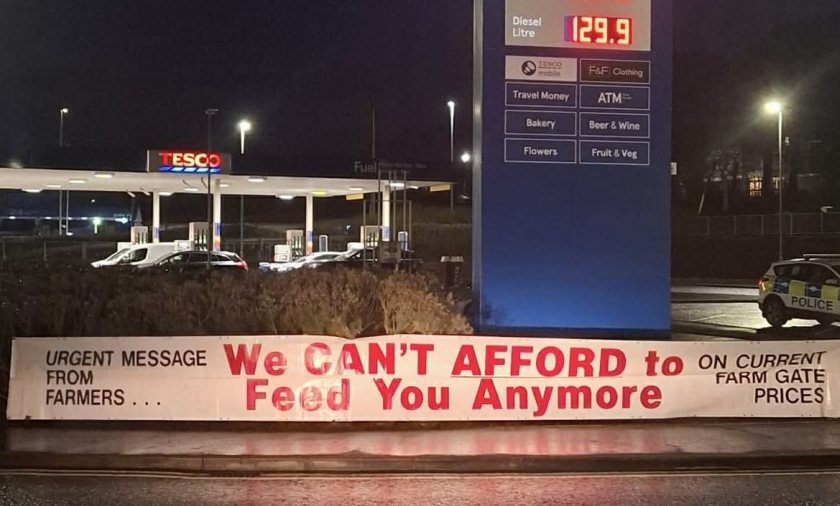 Diesel
Litre
129.9
TESCO
mobile
F&F Clothing
Travel Money
ATM
Bakery
Beer & Wine
Flowers
Fruit & Veg
TESCO
Fuel
POLICE
URGENT MESSAGE
FROM
FARMERS . . .
We CAN'T AFFORD to
Feed You Anymore
ON CURRENT
FARM GATE
PRICES